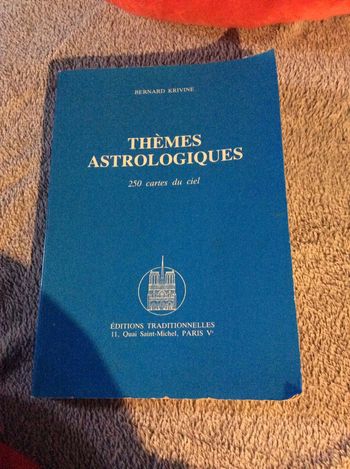 BERNARD KRIVINE
THÈMES
ASTROLOGIQUES
250 cartes du ciel
ÉDITIONS TRADITIONNELLES
11, Quai Saint-Michel, PARIS Vᵉ